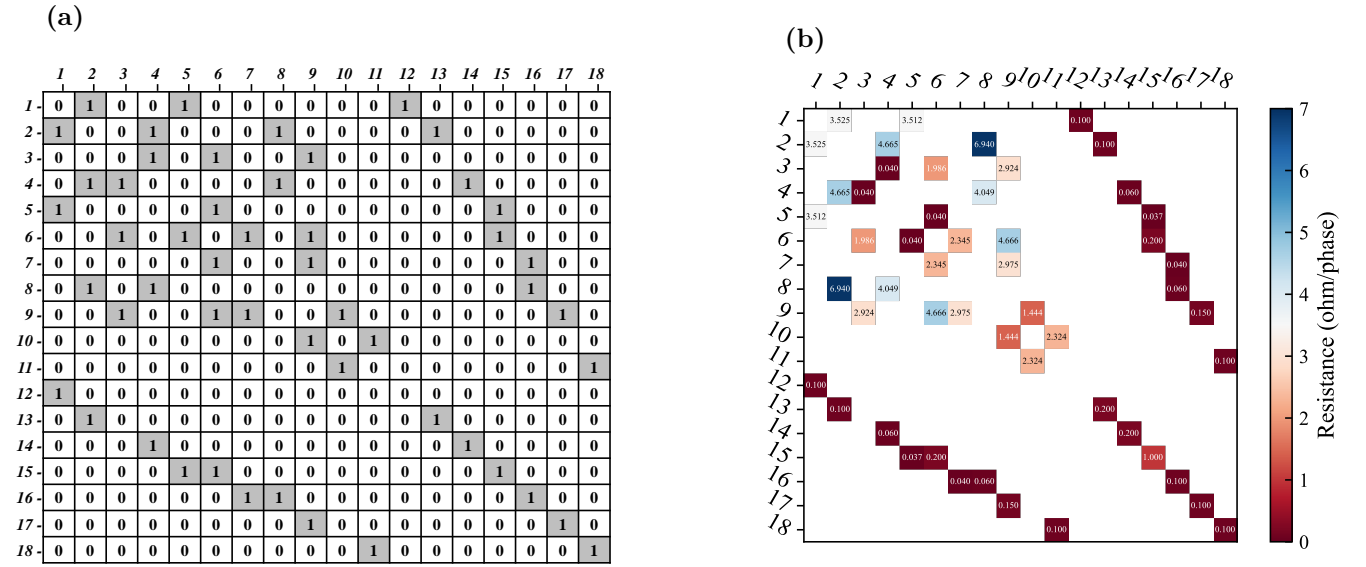 (a)
1 2 3 4 5 6 7 8 9 10 11 12 13 14 15 16 17 18
1 0 1 0 0 1 0 0 0 0 0 0 1 0 0 0 0 0 0
2 1 0 0 1 0 0 0 1 0 0 0 0 1 0 0 0 0 0
3 0 0 0 1 0 1 0 0 1 0 0 0 0 0 0 0 0 0
4 0 1 1 0 0 0 0 1 0 0 0 0 0 1 0 0 0 0
5 1 0 0 0 0 1 0 0 0 0 0 0 0 0 1 0 0 0
6 0 0 1 0 1 0 1 0 1 0 0 0 0 0 1 0 0 0
7 0 0 0 0 0 1 0 0 1 0 0 0 0 0 0 1 0 0
8 0 1 0 1 0 0 0 0 0 0 0 0 0 0 0 1 0 0
9 0 0 1 0 0 1 1 0 0 1 0 0 0 0 0 0 1 0
10 0 0 0 0 0 0 0 0 1 0 1 0 0 0 0 0 0 0
11 0 0 0 0 0 0 0 0 0 1 0 0 0 0 0 0 0 1
12 1 0 0 0 0 0 0 0 0 0 0 0 0 0 0 0 0 0
13 0 1 0 0 0 0 0 0 0 0 0 0 1 0 0 0 0 0
14 0 0 0 1 0 0 0 0 0 0 0 0 0 1 0 0 0 0
15 0 0 0 0 1 1 0 0 0 0 0 0 0 0 1 0 0 0
16 0 0 0 0 0 0 1 1 0 0 0 0 0 0 0 1 0 0
17 0 0 0 0 0 0 0 0 1 0 0 0 0 0 0 0 1 0
18 0 0 0 0 0 0 0 0 0 0 1 0 0 0 0 0 0 1
(b)
1 2 3 4 5 6 7 8 9 10 11 12 13 14 15 16 17 18
1 3.525 3.512 0.100
2 3.525 4.665 6.940 0.100
3 0.040 1.986 2.924
4 4.665 0.040 4.049 0.060
5 3.512 0.040 0.037
6 1.986 0.040 2.345 4.666 0.200
7 2.345 2.975 0.040
8 6.940 4.049 0.060
9 2.924 4.666 2.975 1.444 0.150
10 1.444 2.324
11 2.324 0.100
12 0.100
13 0.100 0.200
14 0.060 0.200
15 0.037 0.200 1.000
16 0.040 0.060 0.100
17 0.150 0.100
18 0.100 0.100
7
6
5
4
3
2
1
0
Resistance (ohm/phase)